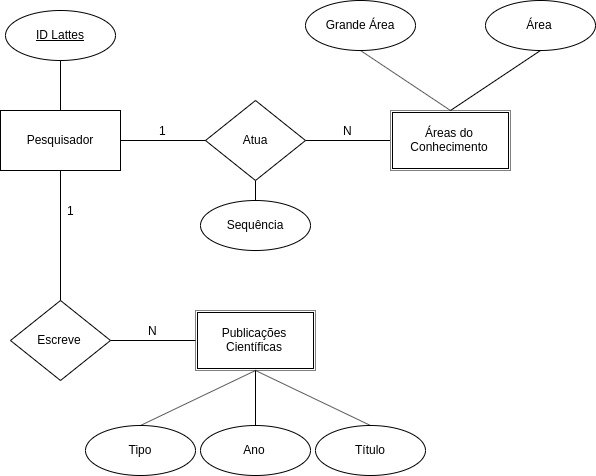 Grande Área
Área
ID Lattes
Pesquisador
1
Atua
N
Áreas do
Conhecimento
1
Sequência
Escreve
N
Publicações
Científicas
Tipo
Ano
Título